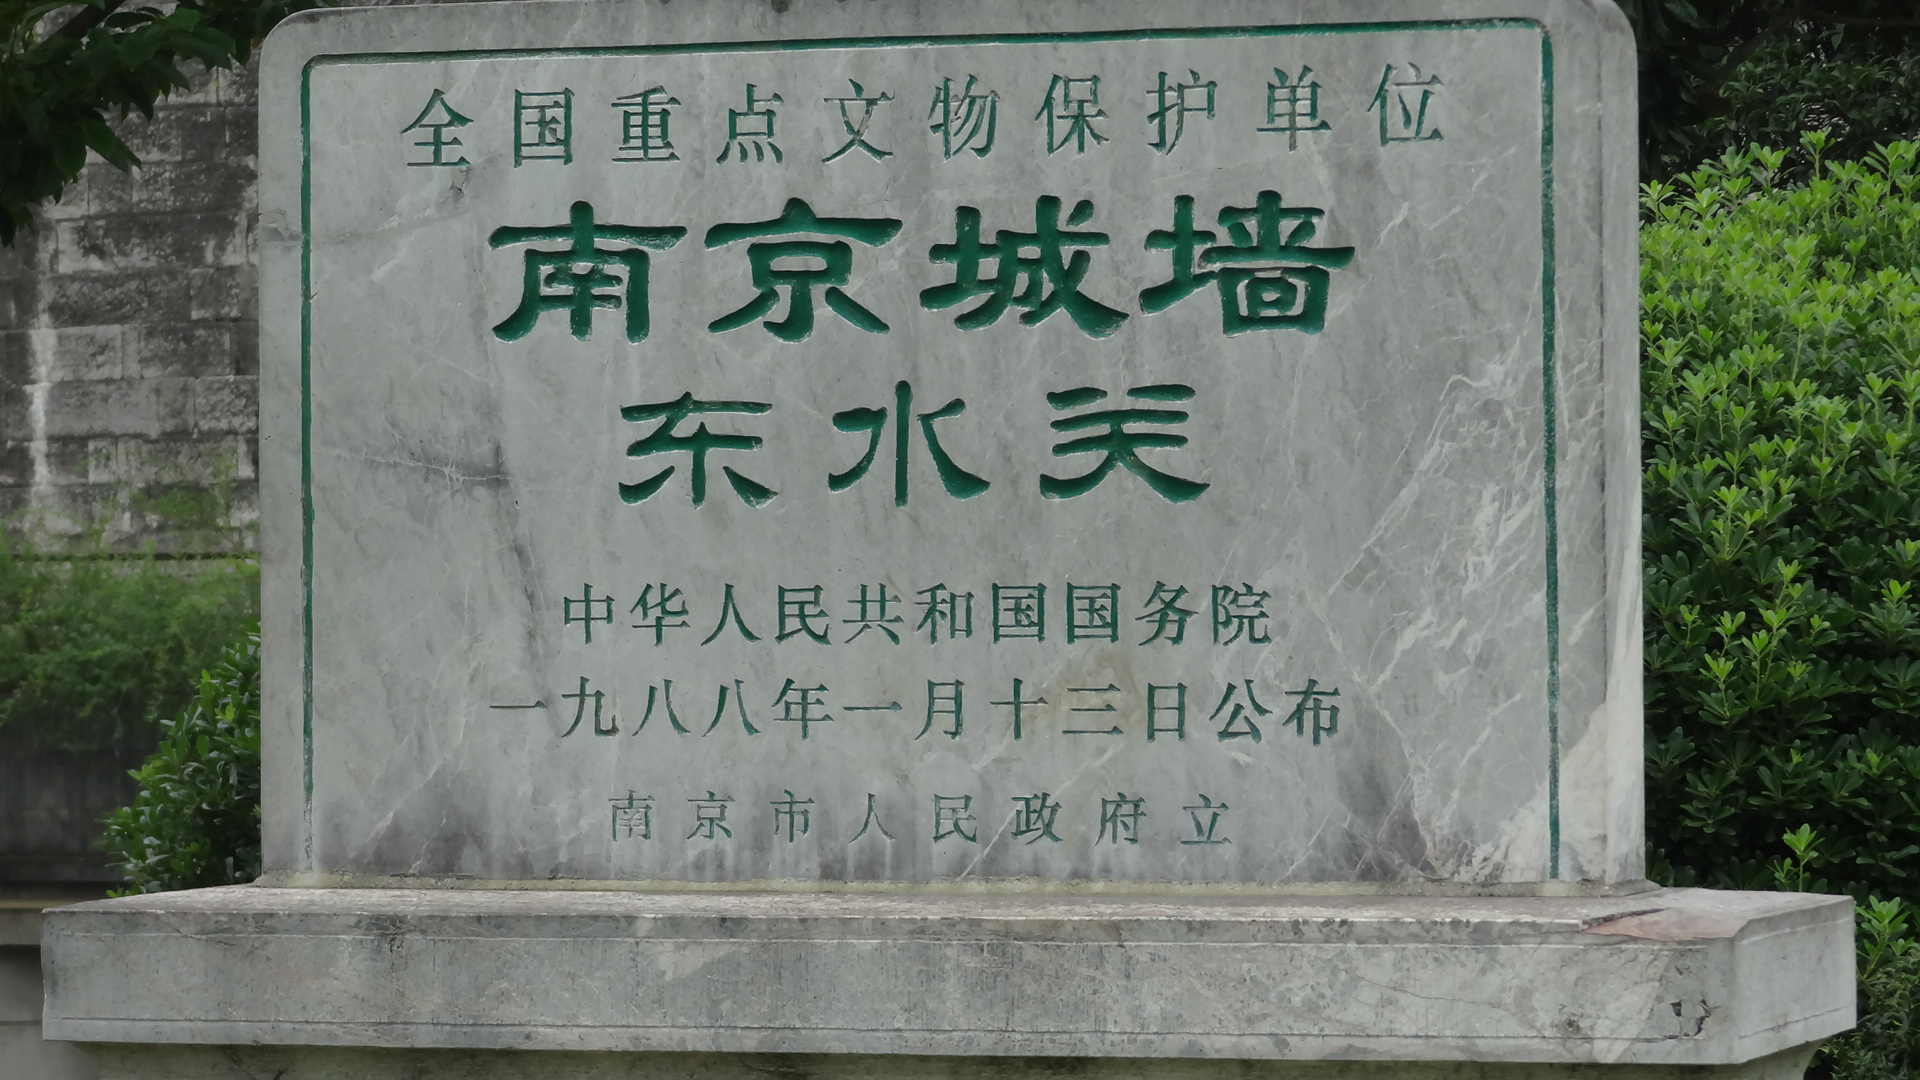 全国重点文物保护单位
南京城墙
东水关
中华人民共和国国务院
一九八八年一月十三日公布
南京市人民政府立